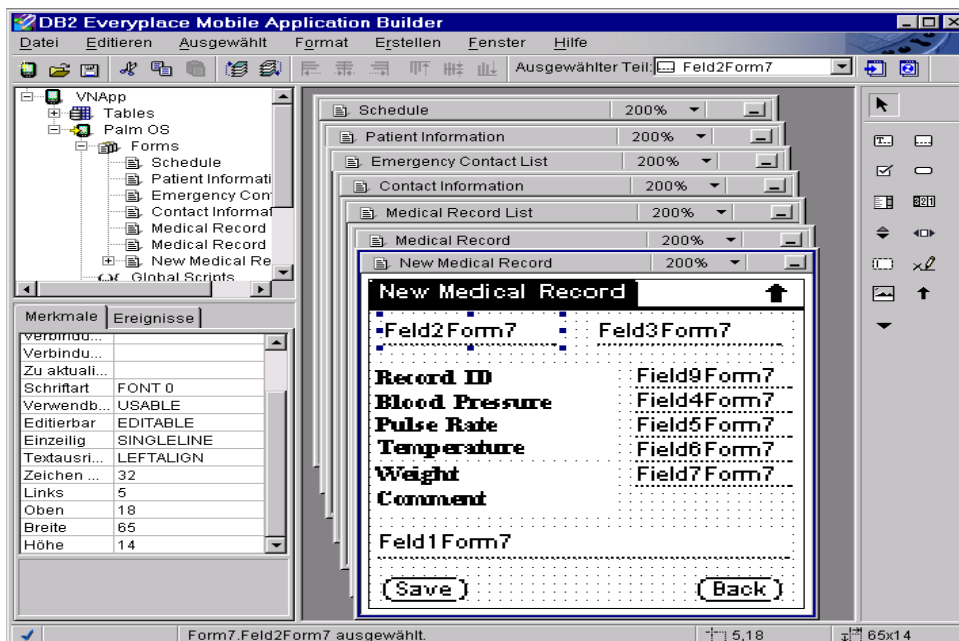 DB2 Everyplace Mobile Application Builder
Datei Editieren Ausgewählt Format Erstellen Fenster Hilfe
Ausgewählter Teil: Feld2Form7
VNApp
Tables
Palm OS
Forms
Schedule
Patient Informati
Emergency Con
Contact Informat
Medical Record
Medical Record
New Medical Re
Global Scripts
Merkmale Ereignisse
Verbindu...
Verbindu...
Zu aktuali...
Schriftart FONT 0
Verwendb... USABLE
Editierbar EDITABLE
Einzeilig SINGLELINE
Textausri... LEFTALIGN
Zeichen ... 32
Links 5
Oben 18
Breite 65
Höhe 14
Schedule 200%
Patient Information 200%
Emergency Contact List 200%
Contact Information 200%
Medical Record List 200%
Medical Record 200%
New Medical Record 200%
New Medical Record
Feld2Form7 Feld3Form7
Record ID Field9Form7
Blood Pressure Field4Form7
Pulse Rate Field5Form7
Temperature Field6Form7
Weight Field7Form7
Comment
Feld1Form7
Save Back
Form7.Feld2Form7 ausgewählt. 5,18 65x14